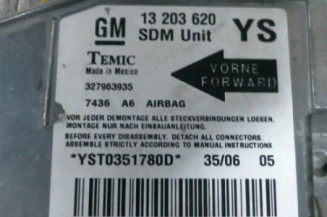 GM 13 203 620 YS
SDM Unit
TEMIC
Made in Mexico
VORNE
FORWARD
327963935
7436 A6 AIRBAG
VOR JEDER DEMONTAGE ALLE STECKVERBINDUNGEN LOESEN.
MONTAGE NUR NACH EINBAUANLEITUNG.
BEFORE EVERY DISASSEMBLY. DETACH ALL CONNECTORS.
ASSEMBLE STRICTLY ACCORDING TO MANUAL INSTRUCTIONS
*YST0351780D* 35/06 05